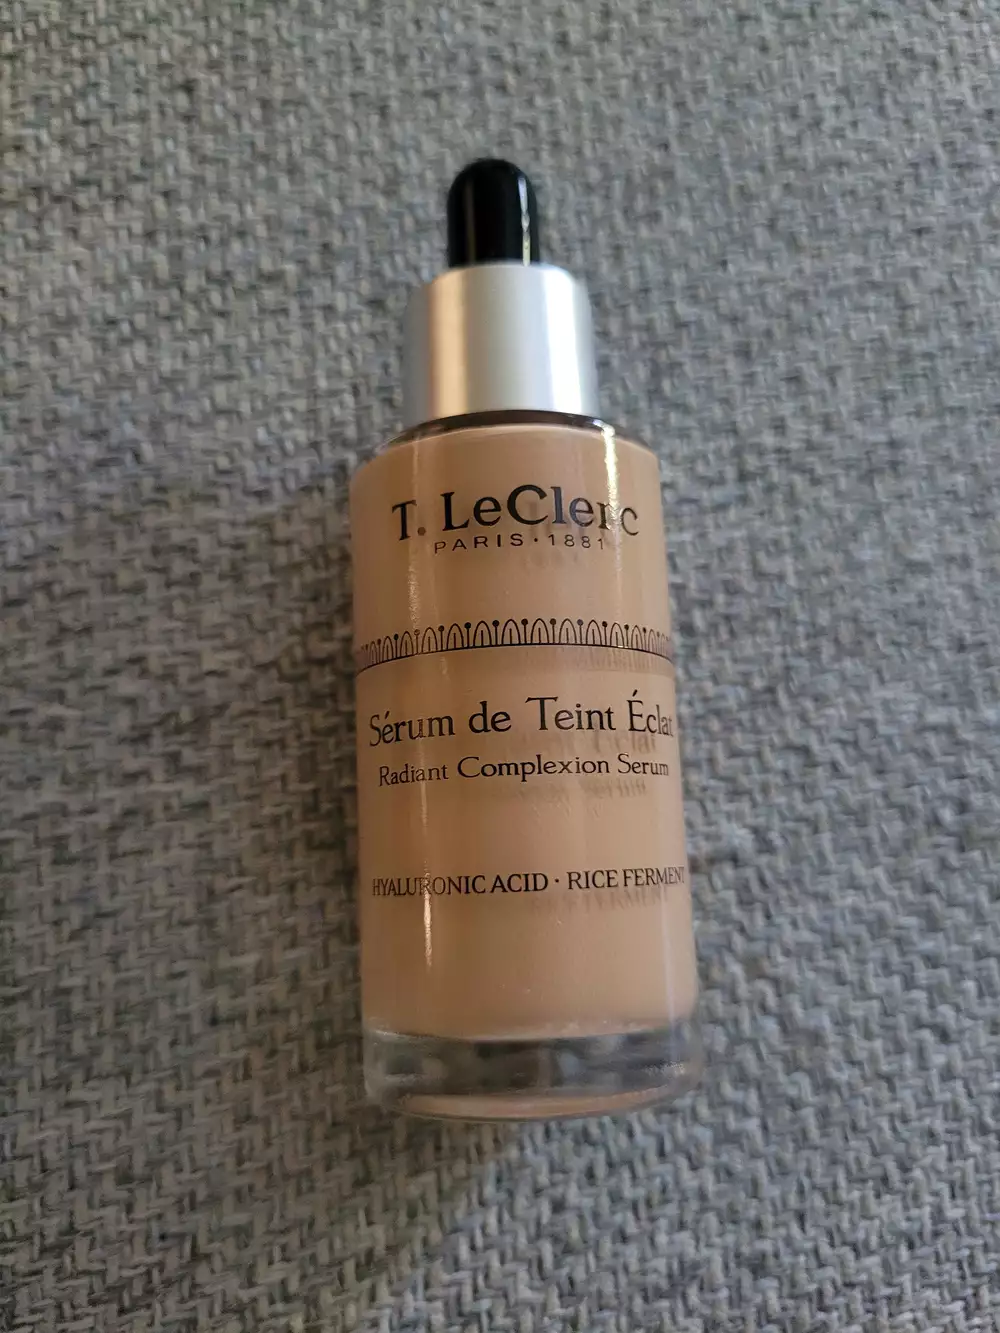 T. LeClerc
PARIS · 1881
Sérum de Teint Éclat
Radiant Complexion Serum
HYALURONIC ACID · RICE FERMENT